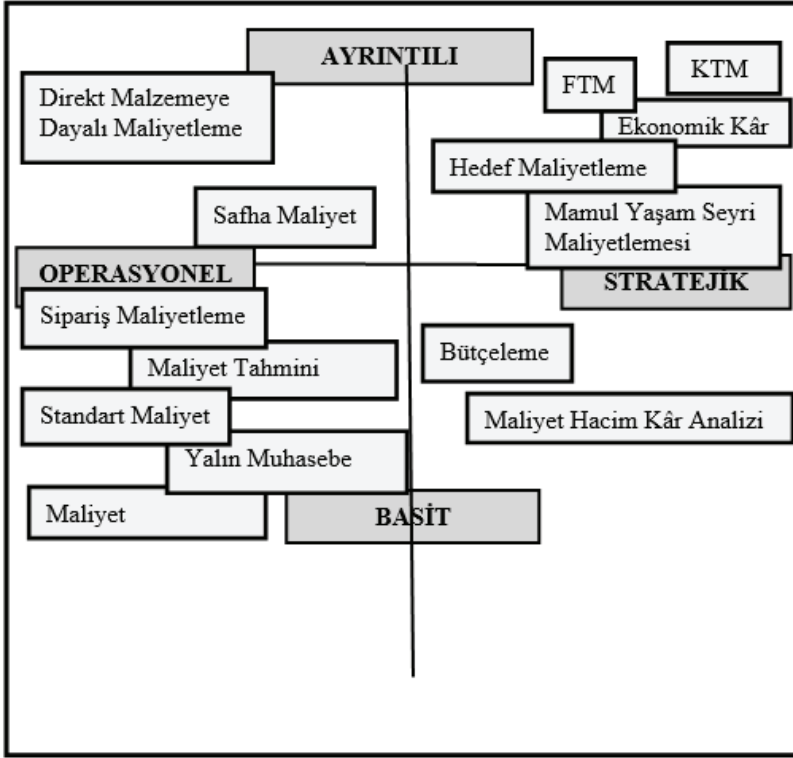 AYRINTILI
FTM
KTM
Direkt Malzemeye
Dayalı Maliyetleme
Ekonomik Kâr
Hedef Maliyetleme
Safha Maliyet
Mamul Yaşam Seyri
Maliyetlemesi
OPERASYONEL
STRATEJİK
Sipariş Maliyetleme
Maliyet Tahmini
Bütçeleme
Standart Maliyet
Maliyet Hacim Kâr Analizi
Yalın Muhasebe
Maliyet
BASİT